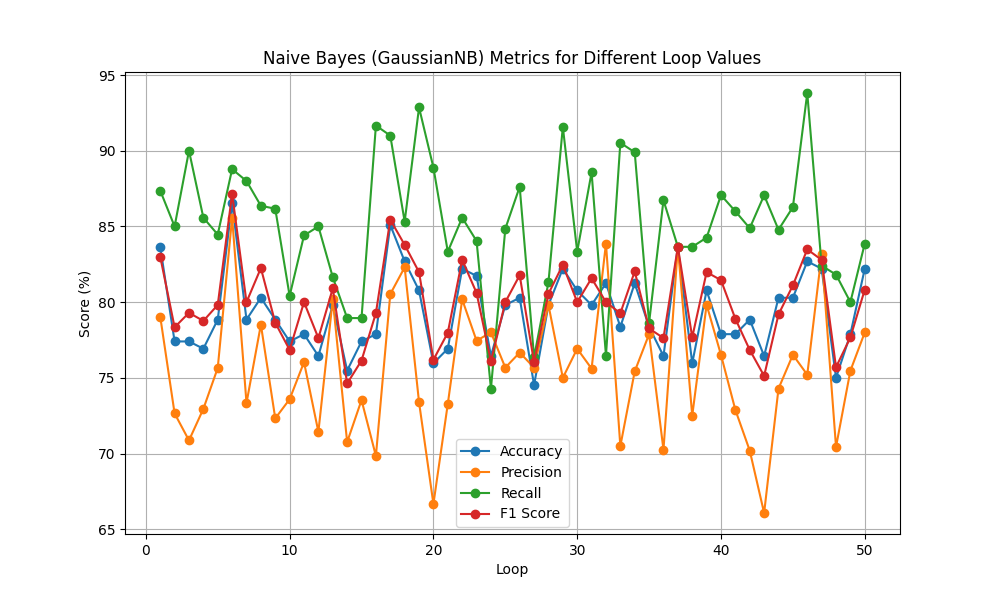 Naive Bayes (GaussianNB) Metrics for Different Loop Values
Score (%)
95
90
85
80
75
70
65
0
10
20
30
40
50
Loop
Accuracy
Precision
Recall
F1 Score